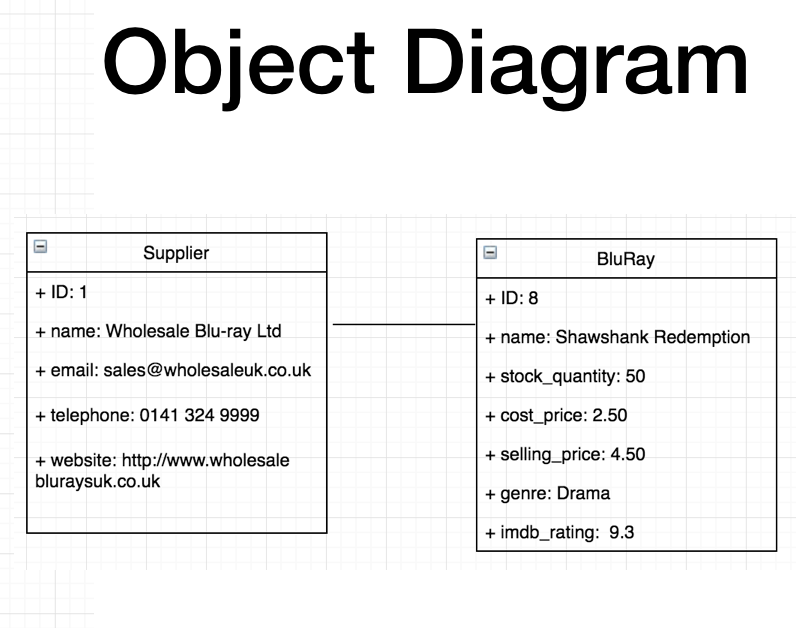 Object Diagram
Supplier
+ ID: 1
+ name: Wholesale Blu-ray Ltd
+ email: sales@wholesaleuk.co.uk
+ telephone: 0141 324 9999
+ website: http://www.wholesale
bluraysuk.co.uk
BluRay
+ ID: 8
+ name: Shawshank Redemption
+ stock_quantity: 50
+ cost_price: 2.50
+ selling_price: 4.50
+ genre: Drama
+ imdb_rating:  9.3